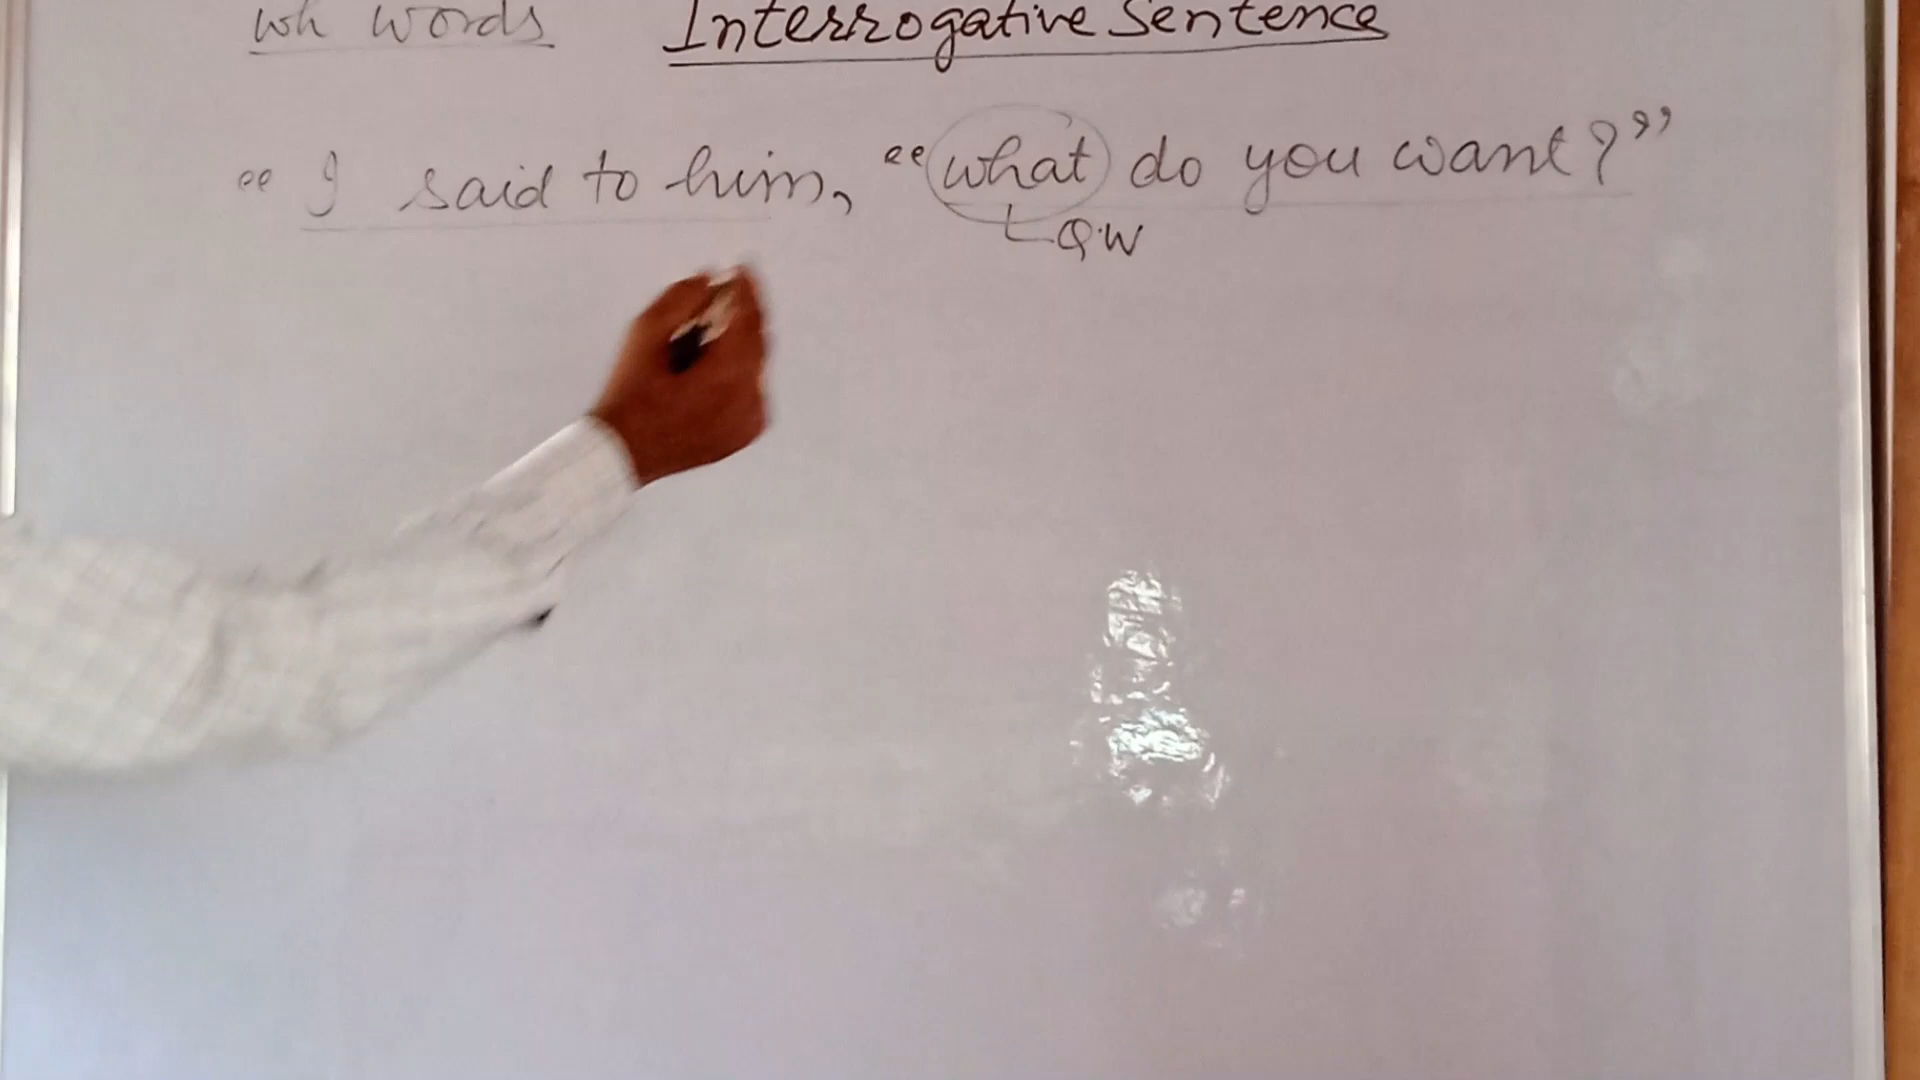 wh words Interrogative Sentence
“ I said to him, “what do you want?”
Q.W